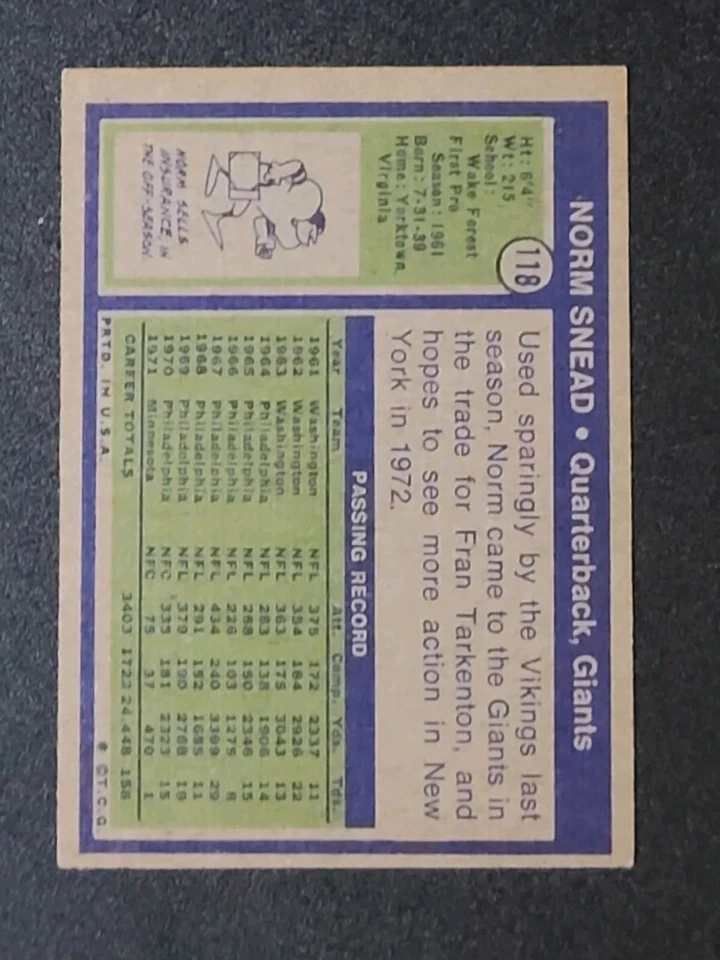 NORM SNEAD • Quarterback, Giants
118
Ht: 6'4"
Wt: 215
School:
Wake Forest
First Pro
Season: 1961
Born: 7-31-39
Home: Yorktown,
Virginia
NORM SELLS
INSURANCE IN
THE OFF-SEASON.
Used sparingly by the Vikings last
season, Norm came to the Giants in
the trade for Fran Tarkenton, and
hopes to see more action in New
York in 1972.
PASSING RECORD
Year Team Att. Comp. Yds. Tds.
1961 Washington NFL 375 172 2337 11
1962 Washington NFL 354 184 2926 22
1963 Washington NFL 363 175 3043 13
1964 Philadelphia NFL 283 138 1906 14
1965 Philadelphia NFL 288 150 2346 15
1966 Philadelphia NFL 226 103 1275 8
1967 Philadelphia NFL 434 240 3399 29
1968 Philadelphia NFL 291 152 1655 11
1969 Philadelphia NFL 379 190 2768 19
1970 Philadelphia NFC 335 181 2323 15
1971 Minnesota NFC 75 37 470 1
CAREER TOTALS 3403 1722 24,448 158
PRTD. IN U.S.A.
* ©T.C.G.